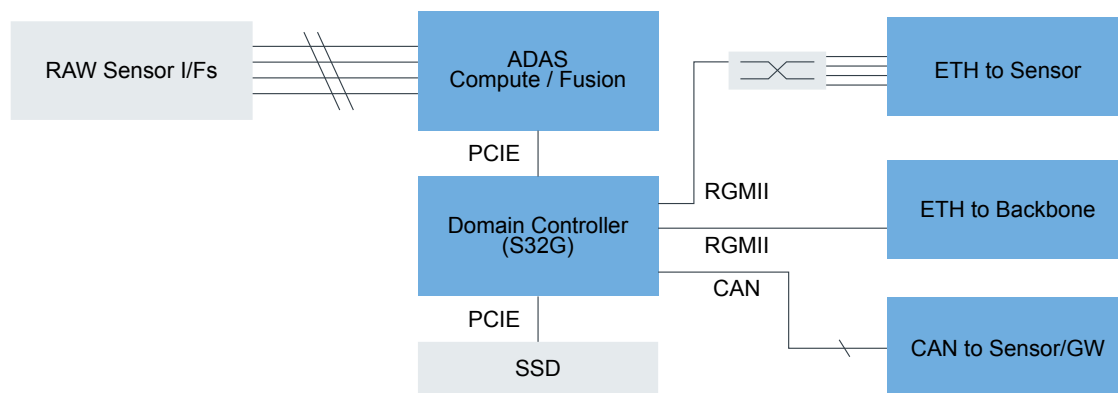 RAW Sensor I/Fs
ADAS
Compute / Fusion
ETH to Sensor
PCIE
RGMII
Domain Controller
(S32G)
ETH to Backbone
RGMII
CAN
PCIE
CAN to Sensor/GW
SSD